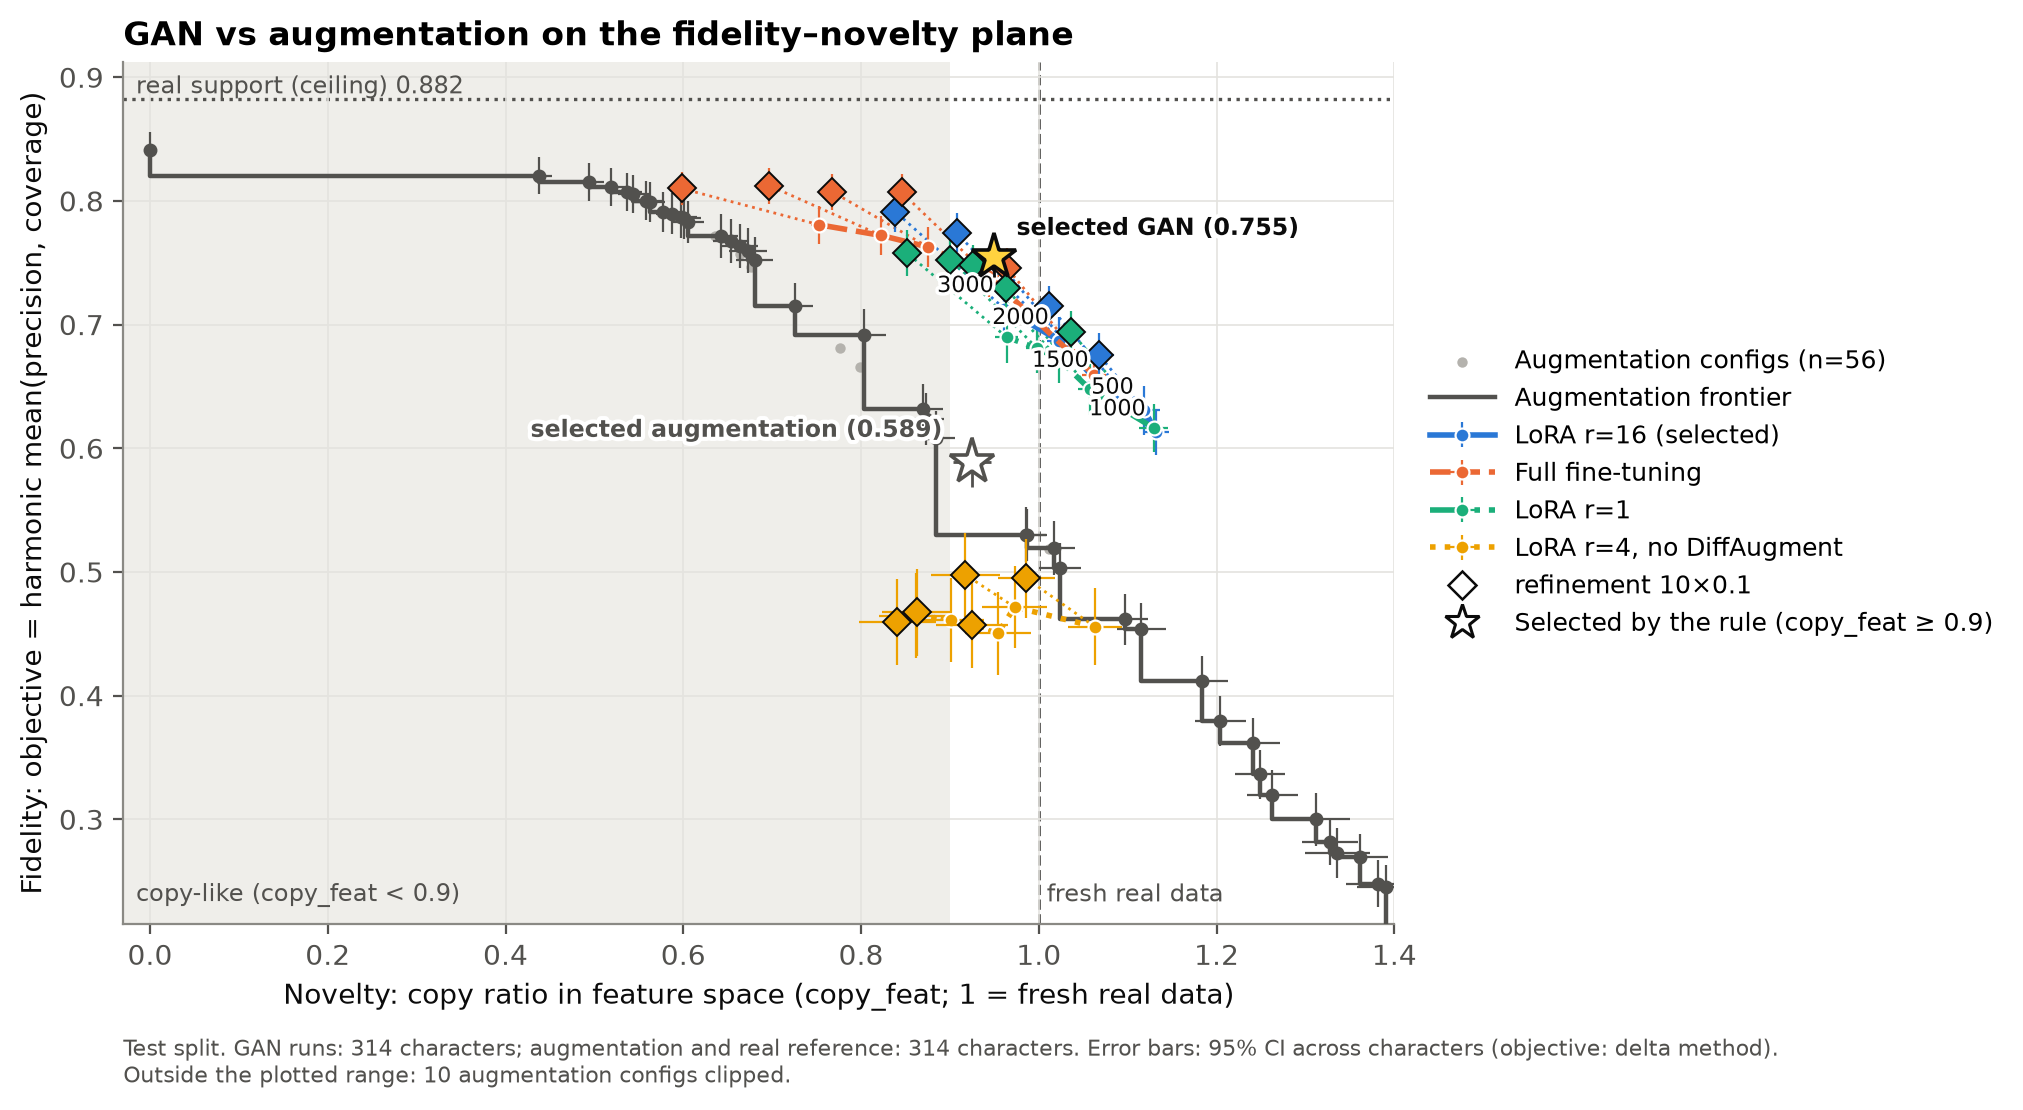 GAN vs augmentation on the fidelity–novelty plane
Fidelity: objective = harmonic mean(precision, coverage)
0.9
0.8
0.7
0.6
0.5
0.4
0.3
real support (ceiling) 0.882
selected GAN (0.755)
3000
2000
1500
500
1000
selected augmentation (0.589)
copy-like (copy_feat < 0.9)
fresh real data
0.0
0.2
0.4
0.6
0.8
1.0
1.2
1.4
Novelty: copy ratio in feature space (copy_feat; 1 = fresh real data)
Augmentation configs (n=56)
Augmentation frontier
LoRA r=16 (selected)
Full fine-tuning
LoRA r=1
LoRA r=4, no DiffAugment
refinement 10×0.1
Selected by the rule (copy_feat ≥ 0.9)
Test split. GAN runs: 314 characters; augmentation and real reference: 314 characters. Error bars: 95% CI across characters (objective: delta method).
Outside the plotted range: 10 augmentation configs clipped.